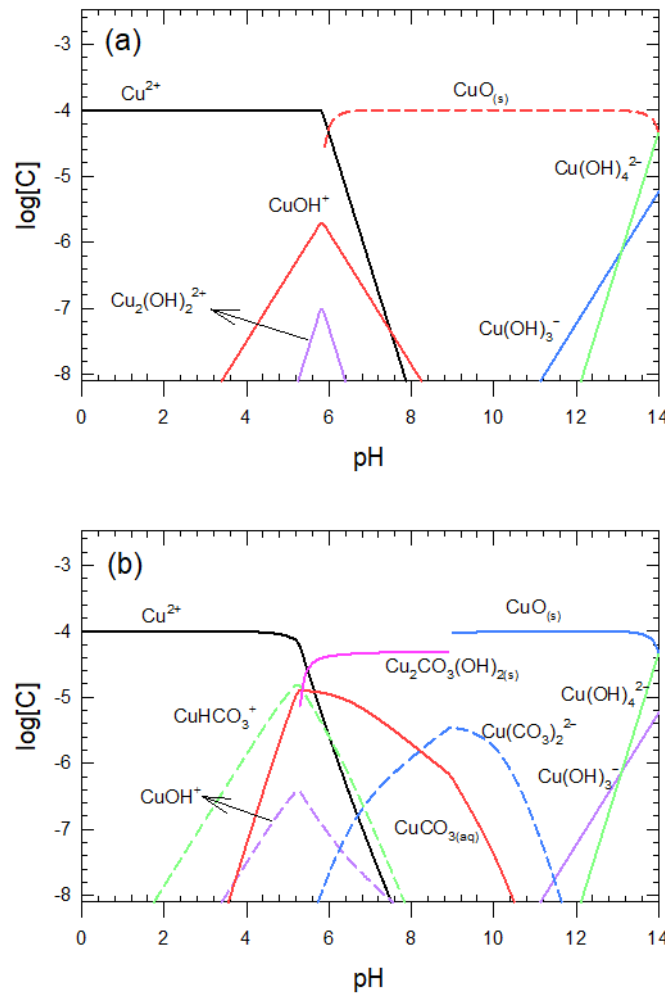 (a)
-3
-4
-5
-6
-7
-8
log[C]
Cu²⁺
CuO₍ₛ₎
Cu(OH)₄²⁻
CuOH⁺
Cu₂(OH)₂²⁺
Cu(OH)₃⁻
0 2 4 6 8 10 12 14
pH
(b)
-3
-4
-5
-6
-7
-8
log[C]
Cu²⁺
CuO₍ₛ₎
Cu₂CO₃(OH)₂₍ₛ₎
Cu(OH)₄²⁻
CuHCO₃⁺
Cu(CO₃)₂²⁻
Cu(OH)₃⁻
CuOH⁺
CuCO₃₍ₐq₎
0 2 4 6 8 10 12 14
pH